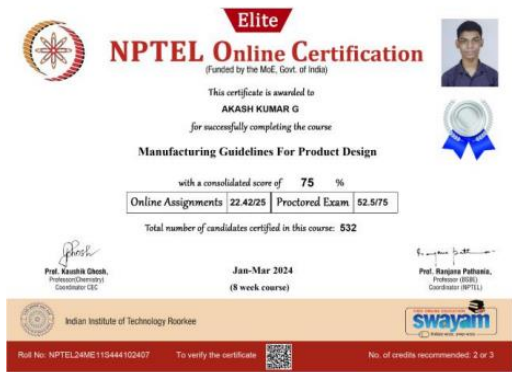 Elite
NPTEL Online Certification
(Funded by the MoE, Govt. of India)
This certificate is awarded to
AKASH KUMAR G
for successfully completing the course
Manufacturing Guidelines For Product Design
with a consolidated score of 75 %
Online Assignments 22.42/25 Proctored Exam 52.5/75
Total number of candidates certified in this course: 532
Prof. Kaushik Ghosh,
Professor(Chemistry)
Coordinator CEC
Jan-Mar 2024
(8 week course)
Prof. Ranjana Pathania,
Professor (BSBE)
Coordinator (NPTEL)
Indian Institute of Technology Roorkee
swayam
Roll No: NPTEL24ME11S444102407
To verify the certificate
No. of credits recommended: 2 or 3